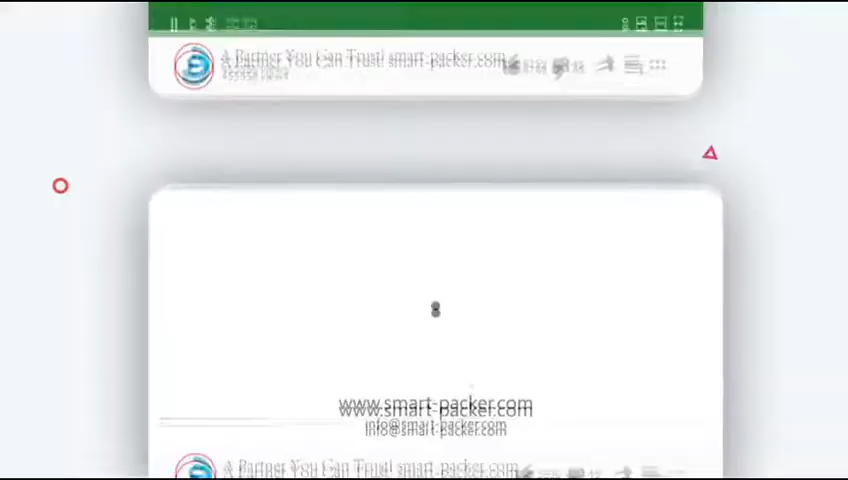 A Partner You Can Trust! smart-packer.com
www.smart-packer.com
info@smart-packer.com
A Partner You Can Trust! smart-packer.com